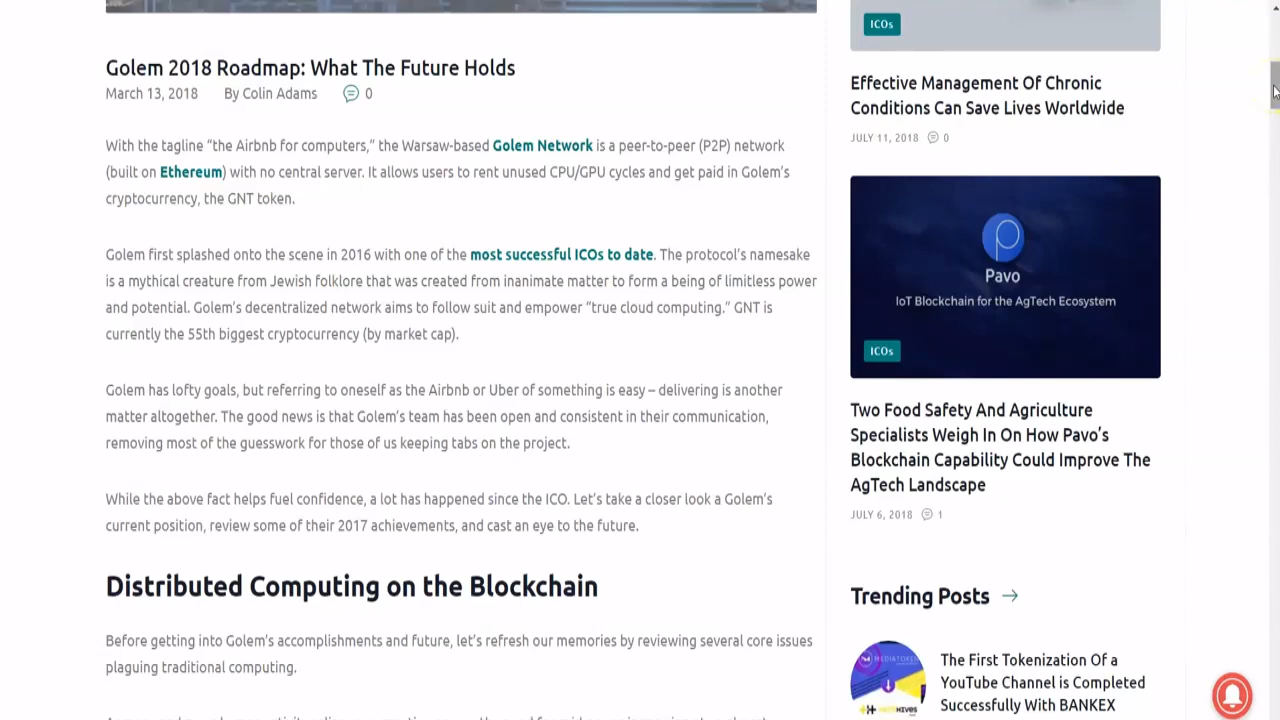 Golem 2018 Roadmap: What The Future Holds
March 13, 2018 By Colin Adams 0
With the tagline “the Airbnb for computers,” the Warsaw-based Golem Network is a peer-to-peer (P2P) network
(built on Ethereum) with no central server. It allows users to rent unused CPU/GPU cycles and get paid in Golem’s
cryptocurrency, the GNT token.
Golem first splashed onto the scene in 2016 with one of the most successful ICOs to date. The protocol’s namesake
is a mythical creature from Jewish folklore that was created from inanimate matter to form a being of limitless power
and potential. Golem’s decentralized network aims to follow suit and empower “true cloud computing.” GNT is
currently the 55th biggest cryptocurrency (by market cap).
Golem has lofty goals, but referring to oneself as the Airbnb or Uber of something is easy – delivering is another
matter altogether. The good news is that Golem’s team has been open and consistent in their communication,
removing most of the guesswork for those of us keeping tabs on the project.
While the above fact helps fuel confidence, a lot has happened since the ICO. Let’s take a closer look a Golem’s
current position, review some of their 2017 achievements, and cast an eye to the future.
Distributed Computing on the Blockchain
Before getting into Golem’s accomplishments and future, let’s refresh our memories by reviewing several core issues
plaguing traditional computing.
ICOs
Effective Management Of Chronic
Conditions Can Save Lives Worldwide
JULY 11, 2018 0
Pavo
IoT Blockchain for the AgTech Ecosystem
ICOs
Two Food Safety And Agriculture
Specialists Weigh In On How Pavo’s
Blockchain Capability Could Improve The
AgTech Landscape
JULY 6, 2018 1
Trending Posts
MEDIATOKEN
The First Tokenization Of a
YouTube Channel is Completed
Successfully With BANKEX